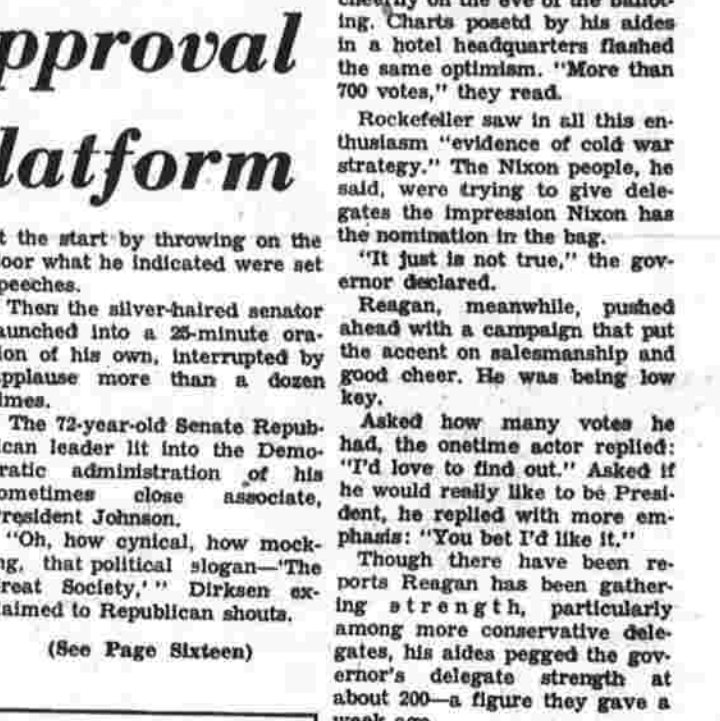 pproval
latform
t the start by throwing on the
oor what he indicated were set
peeches.
Then the silver-haired senator
aunched into a 25-minute ora-
ion of his own, interrupted by
pplause more than a dozen
imes.
The 72-year-old Senate Repub-
ican leader lit into the Demo-
ratic administration of his
ometimes close associate,
resident Johnson.
"Oh, how cynical, how mock-
ng, that political slogan—'The
reat Society,'" Dirksen ex-
laimed to Republican shouts.
(See Page Sixteen)
on the eve of the ballot-
ing. Charts posetd by his aides
in a hotel headquarters flashed
the same optimism. "More than
700 votes," they read.
Rockefeller saw in all this en-
thusiasm "evidence of cold war
strategy." The Nixon people, he
said, were trying to give dele-
gates the impression Nixon has
the nomination in the bag.
"It just is not true," the gov-
ernor declared.
Reagan, meanwhile, pushed
ahead with a campaign that put
the accent on salesmanship and
good cheer. He was being low
key.
Asked how many votes he
had, the onetime actor replied:
"I'd love to find out." Asked if
he would really like to be Presi-
dent, he replied with more em-
phasis: "You bet I'd like it."
Though there have been re-
ports Reagan has been gather-
ing strength, particularly
among more conservative dele-
gates, his aides pegged the gov-
ernor's delegate strength at
about 200—a figure they gave a